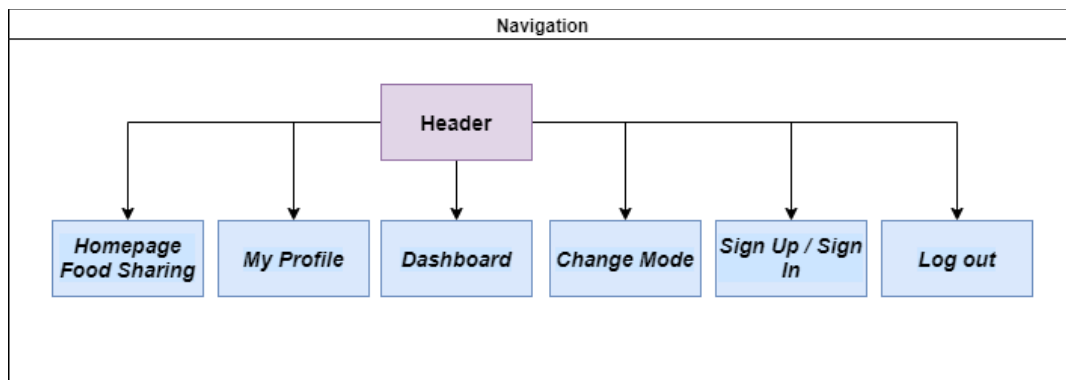 Navigation
Header
Homepage
Food Sharing
My Profile
Dashboard
Change Mode
Sign Up / Sign
In
Log out